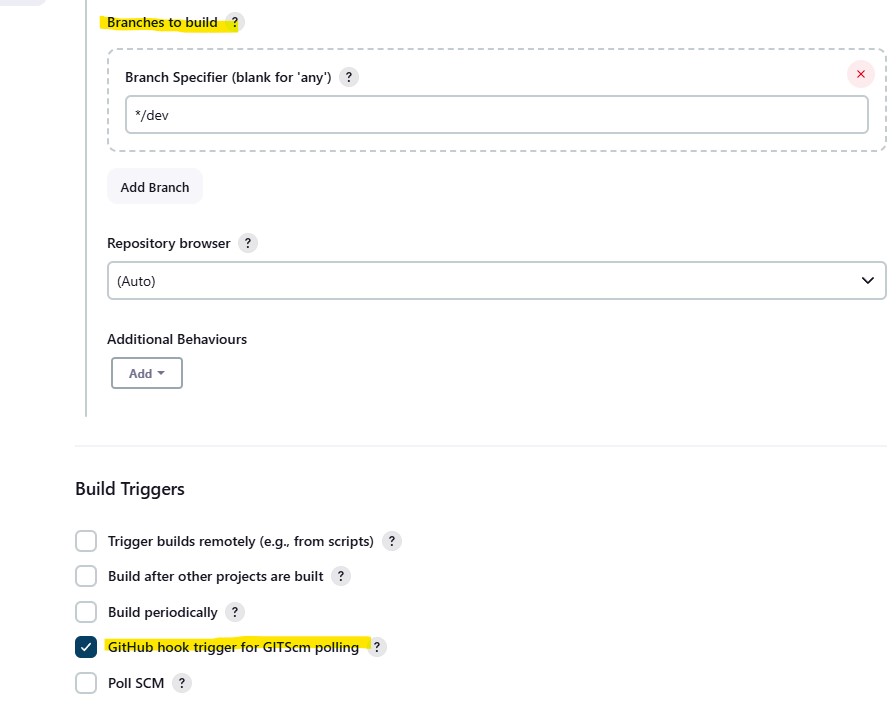 Branches to build ?
Branch Specifier (blank for 'any') ?
*/dev
Add Branch
Repository browser ?
(Auto)
Additional Behaviours
Add
Build Triggers
Trigger builds remotely (e.g., from scripts) ?
Build after other projects are built ?
Build periodically ?
GitHub hook trigger for GITScm polling ?
Poll SCM ?